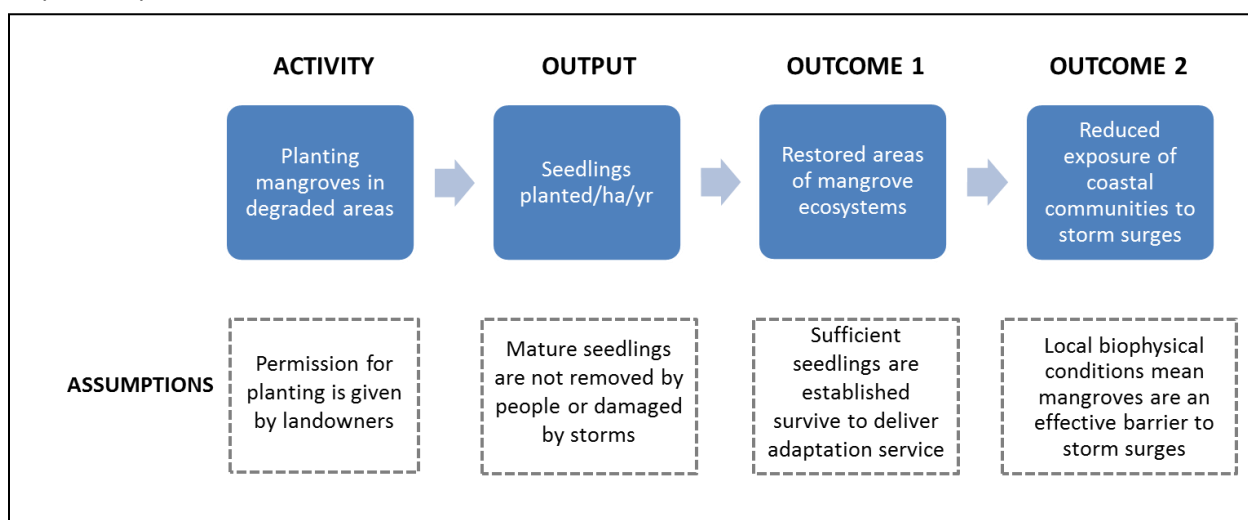 ACTIVITY
OUTPUT
OUTCOME 1
OUTCOME 2
Planting
mangroves in
degraded areas
Seedlings
planted/ha/yr
Restored areas
of mangrove
ecosystems
Reduced
exposure of
coastal
communities to
storm surges
ASSUMPTIONS
Permission for
planting is given
by landowners
Mature seedlings
are not removed by
people or damaged
by storms
Sufficient
seedlings are
established
survive to deliver
adaptation service
Local biophysical
conditions mean
mangroves are an
effective barrier to
storm surges